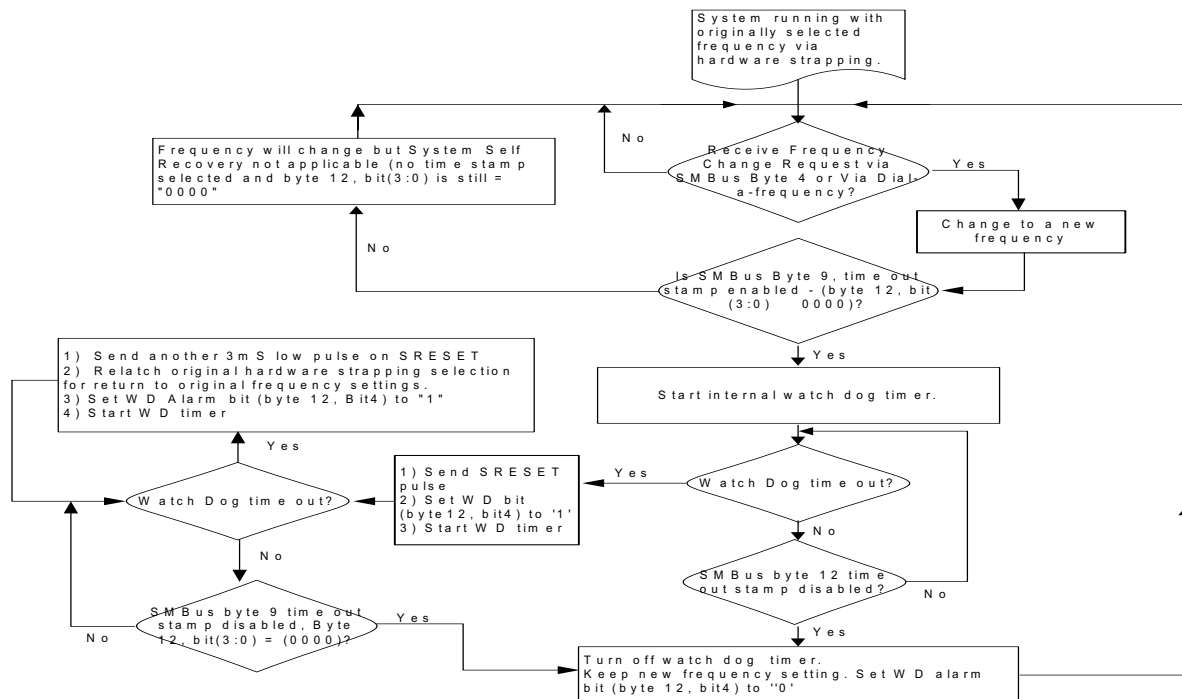 System running with
originally selected
frequency via
hardware strapping.
No
Frequency will change but System Self
Recovery not applicable (no time stamp
selected and byte 12, bit(3:0) is still =
"0000"
Receive Frequency
Change Request via
SMBus Byte 4 or Via Dial-
a-frequency?
Yes
Change to a new
frequency
No
Is SMBus Byte 9, time out
stamp enabled - (byte 12, bit
(3:0) 0000)?
Yes
1) Send another 3mS low pulse on SRESET
2) Relatch original hardware strapping selection
for return to original frequency settings.
3) Set WD Alarm bit (byte 12, Bit4) to "1"
4) Start WD timer
Start internal watch dog timer.
Yes
Watch Dog time out?
1) Send SRESET
pulse
2) Set WD bit
(byte12, bit4) to '1'
3) Start WD timer
Yes
Watch Dog time out?
No
No
SMBus byte 12 time
out stamp disabled?
No
SMBus byte 9 time out
stamp disabled, Byte
12, bit(3:0) = (0000)?
No
Yes
Yes
Turn off watch dog timer.
Keep new frequency setting. Set WD alarm
bit (byte 12, bit4) to ''0'